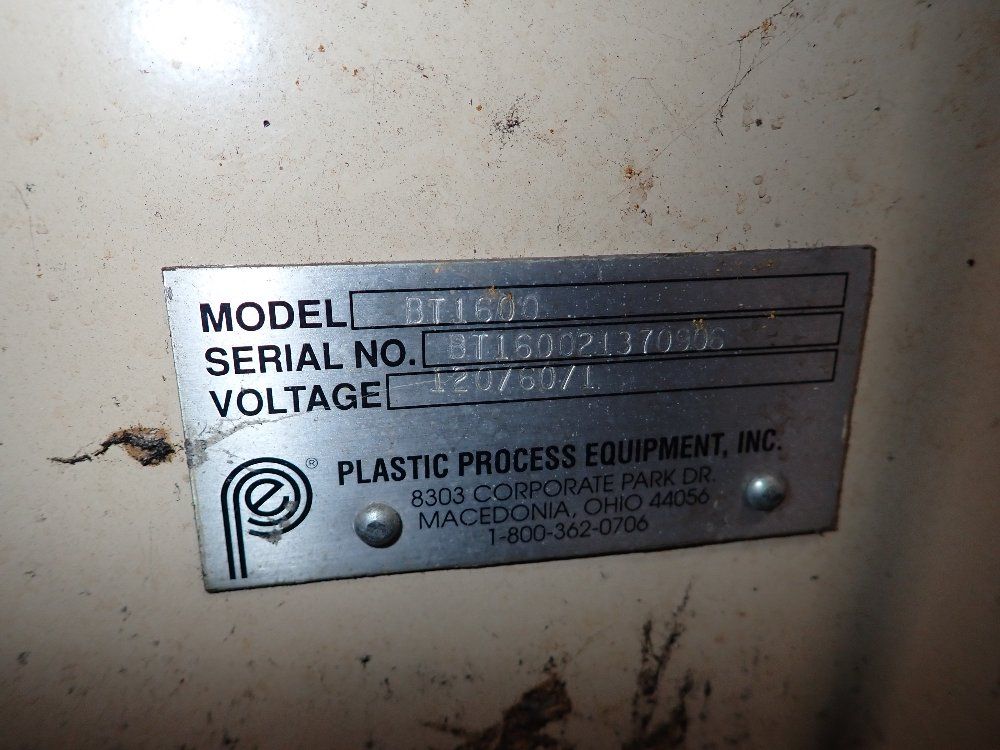 MODEL BT1600
SERIAL NO. BT160021370906
VOLTAGE 120/60/1
PLASTIC PROCESS EQUIPMENT, INC.
8303 CORPORATE PARK DR.
MACEDONIA, OHIO 44056
1-800-362-0706